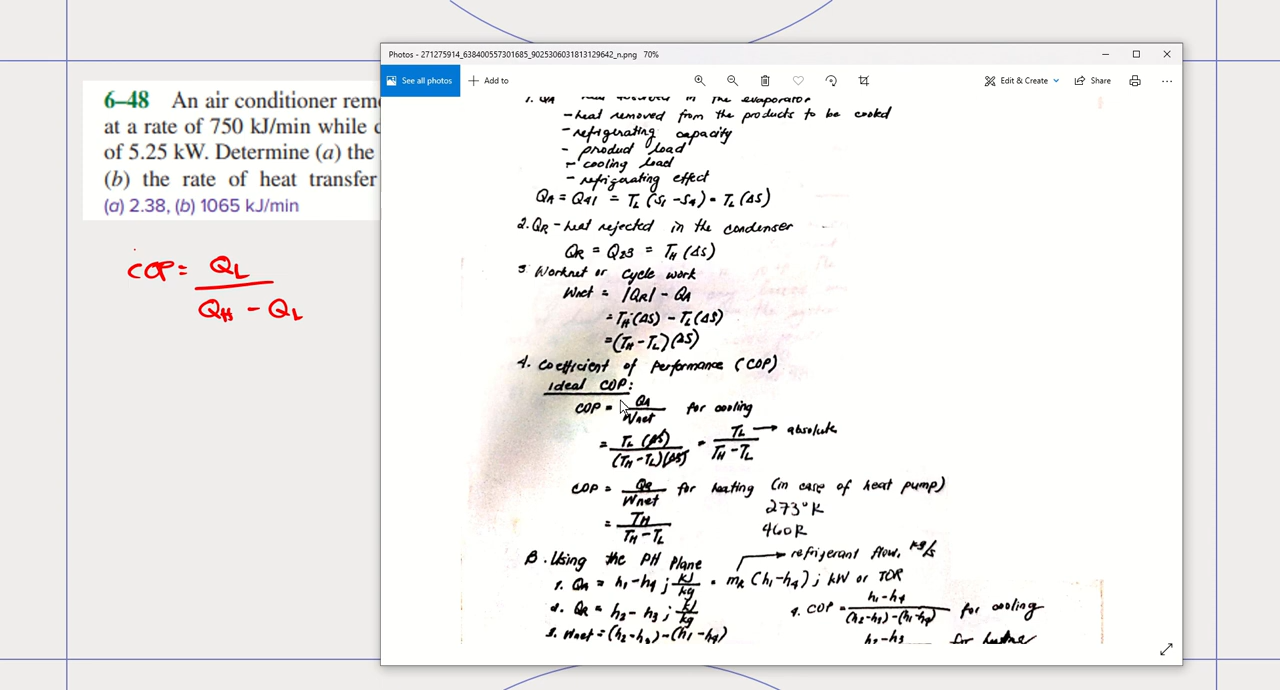 Photos - 271275914_638400557301685_9025306031813129642_n.png 70%
See all photos
Add to
Edit & Create
Share
6–48 An air conditioner rem
at a rate of 750 kJ/min while
of 5.25 kW. Determine (a) the
(b) the rate of heat transfer
(a) 2.38, (b) 1065 kJ/min
COP = QL / (QH - QL)
1. QA in the evaporator
- heat removed from the products to be cooled
- refrigerating capacity
- product load
- cooling load
- refrigerating effect
QA = Q41 = TL (S1 - S4) = TL (ΔS)
2. QR - heat rejected in the condenser
QR = Q23 = TH (ΔS)
3. Worknet or cycle work
Wnet = |QR| - QA
= TH (ΔS) - TL (ΔS)
= (TH - TL) (ΔS)
4. Coefficient of Performance (COP)
Ideal COP:
COP = QA / Wnet for cooling
= TL (ΔS) / (TH - TL) (ΔS) = TL / (TH - TL) → absolute
COP = QR / Wnet for heating (in case of heat pump)
273°K
= TH / (TH - TL)
460R
B. Using the PH Plane
→ refrigerant flow, kg/s
1. QA = h1 - h4 ; kJ/kg = mR (h1 - h4) ; kW or TOR
2. QR = h2 - h3 ; kJ/kg
4. COP = h1 - h4 / (h2 - h3) - (h1 - h4) for cooling
3. Wnet = (h2 - h3) - (h1 - h4)
h2 - h3 for heating